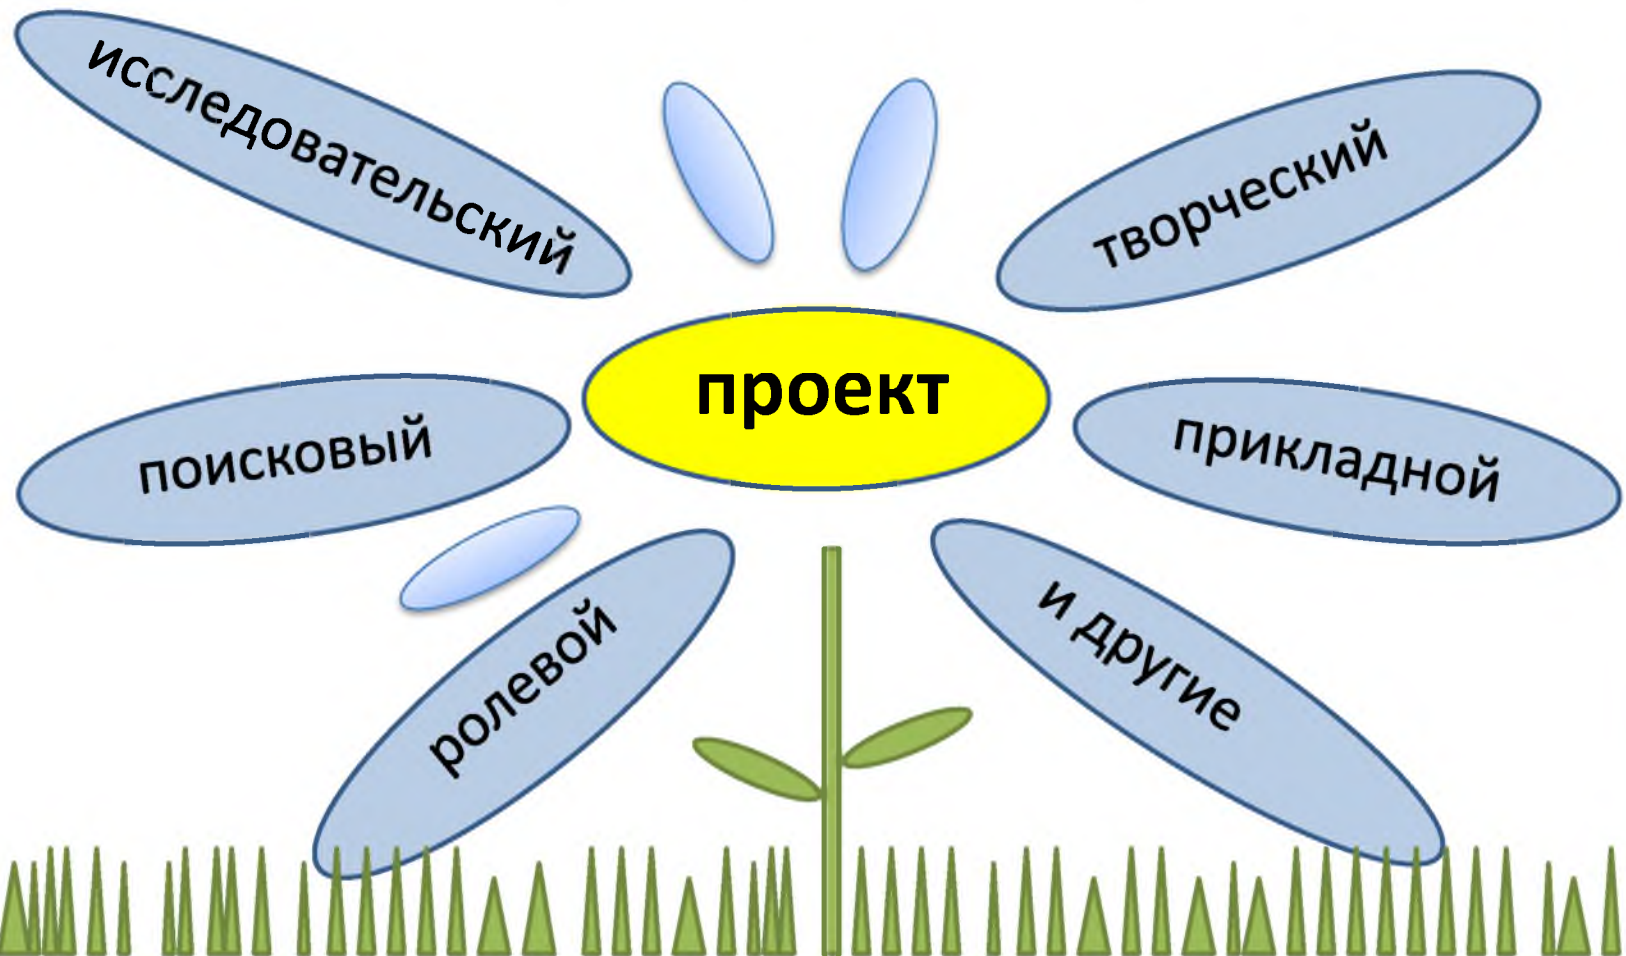 исследовательский
творческий
проект
поисковый
прикладной
ролевой
и другие